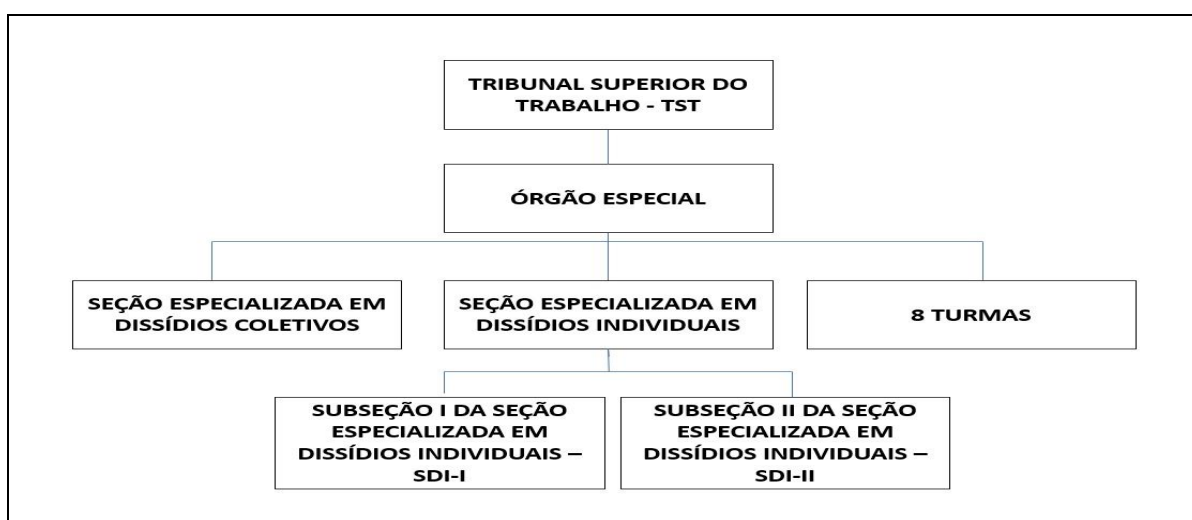 TRIBUNAL SUPERIOR DO
TRABALHO - TST
ÓRGÃO ESPECIAL
SEÇÃO ESPECIALIZADA EM
DISSÍDIOS COLETIVOS
SEÇÃO ESPECIALIZADA EM
DISSÍDIOS INDIVIDUAIS
8 TURMAS
SUBSEÇÃO I DA SEÇÃO
ESPECIALIZADA EM
DISSÍDIOS INDIVIDUAIS –
SDI-I
SUBSEÇÃO II DA SEÇÃO
ESPECIALIZADA EM
DISSÍDIOS INDIVIDUAIS –
SDI-II